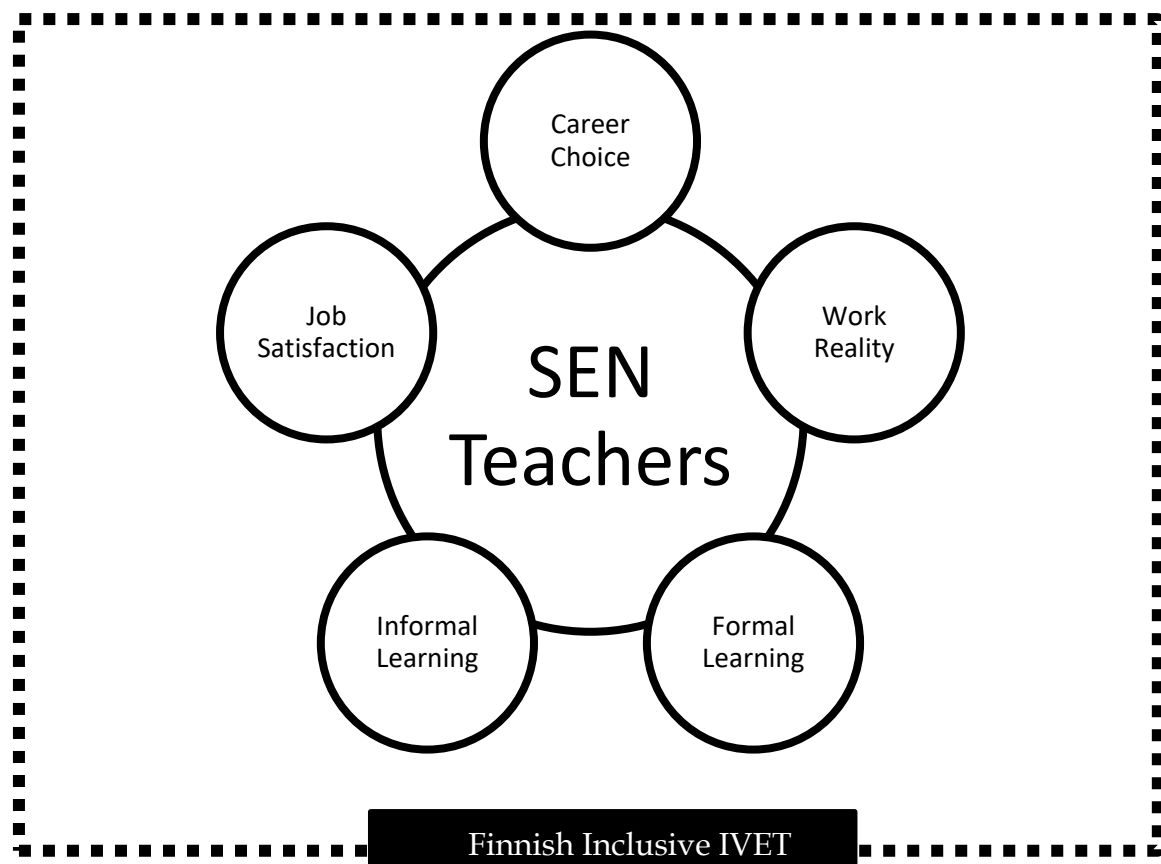 Career
Choice
Job
Satisfaction
Work
Reality
SEN
Teachers
Informal
Learning
Formal
Learning
Finnish Inclusive IVET